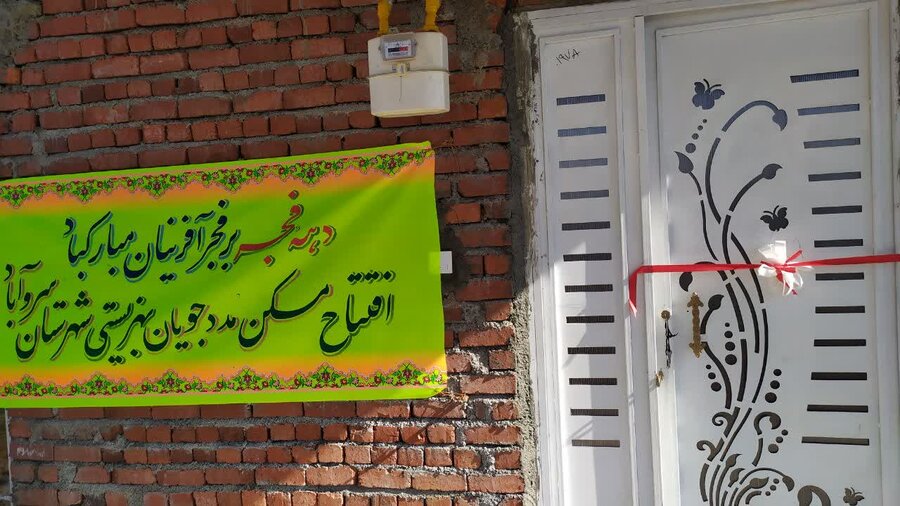 دهه فجر بر فجر آفرینان مبارکباد
افتتاح مسکن مددجویان بهزیستی شهرستان سروآباد